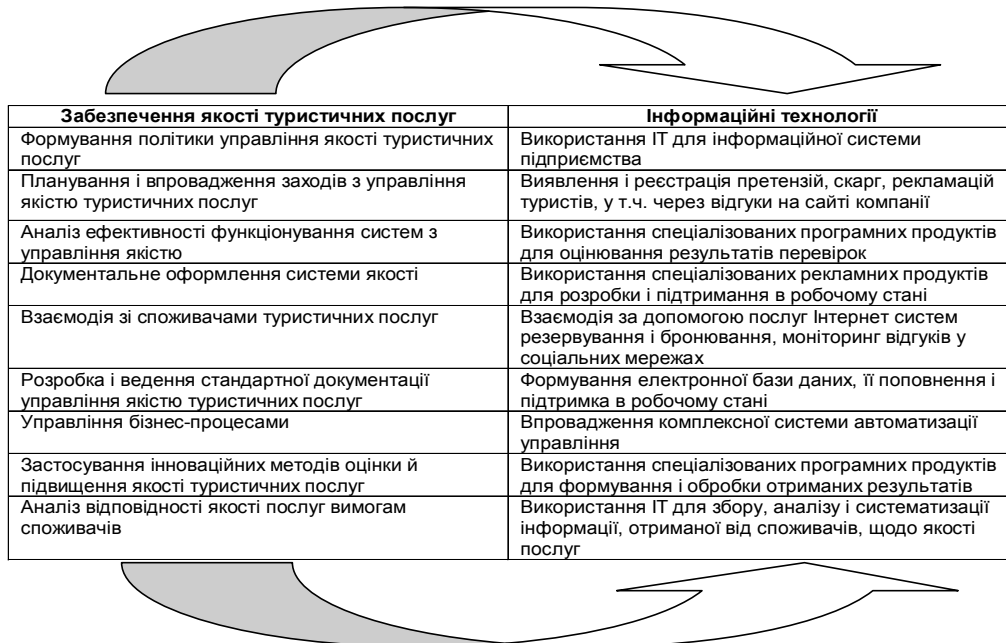 Забезпечення якості туристичних послуг
Інформаційні технології
Формування політики управління якості туристичних
послуг
Використання ІТ для інформаційної системи
підприємства
Планування і впровадження заходів з управління
якістю туристичних послуг
Виявлення і реєстрація претензій, скарг, рекламацій
туристів, у т.ч. через відгуки на сайті компанії
Аналіз ефективності функціонування систем з
управління якістю
Використання спеціалізованих програмних продуктів
для оцінювання результатів перевірок
Документальне оформлення системи якості
Використання спеціалізованих рекламних продуктів
для розробки і підтримання в робочому стані
Взаємодія зі споживачами туристичних послуг
Взаємодія за допомогою послуг Інтернет систем
резервування і бронювання, моніторинг відгуків у
соціальних мережах
Розробка і ведення стандартної документації
управління якістю туристичних послуг
Формування електронної бази даних, її поповнення і
підтримка в робочому стані
Управління бізнес-процесами
Впровадження комплексної системи автоматизації
управління
Застосування інноваційних методів оцінки й
підвищення якості туристичних послуг
Використання спеціалізованих програмних продуктів
для формування і обробки отриманих результатів
Аналіз відповідності якості послуг вимогам
споживачів
Використання ІТ для збору, аналізу і систематизації
інформації, отриманої від споживачів, щодо якості
послуг